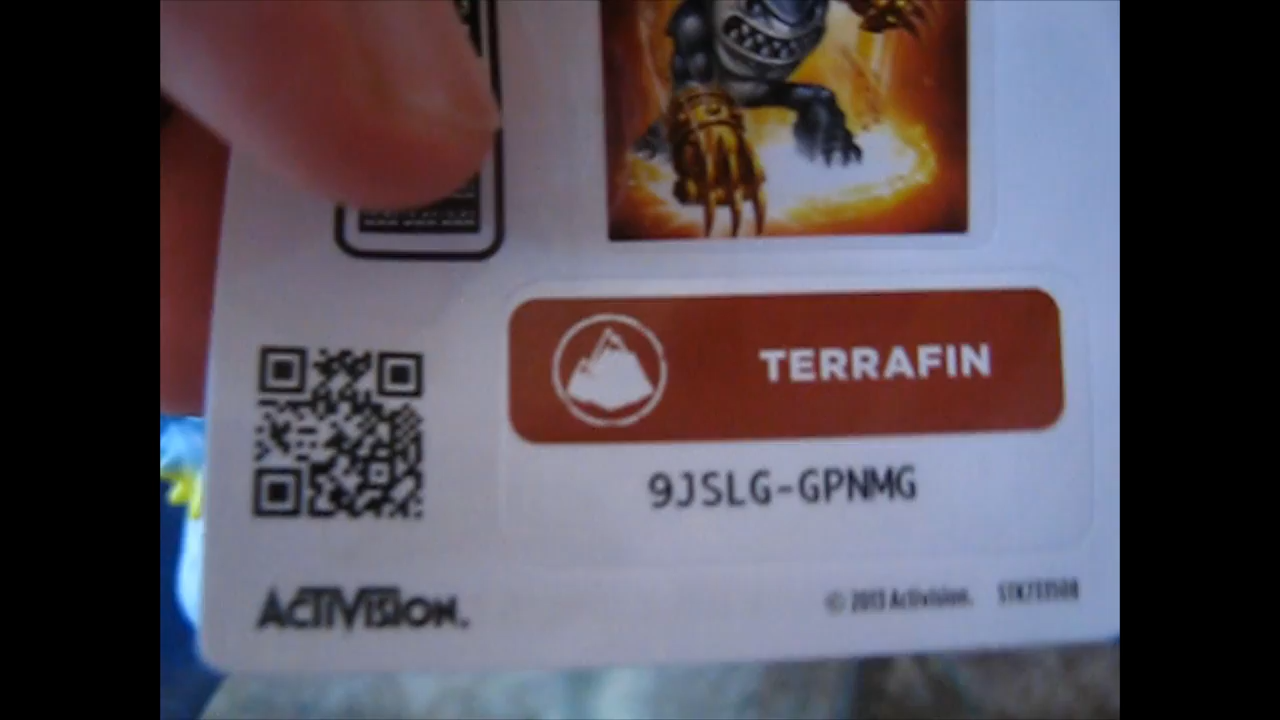 TERRAFIN
9JSLG-GPNMG
ACTIVISION.
© 2013 Activision.